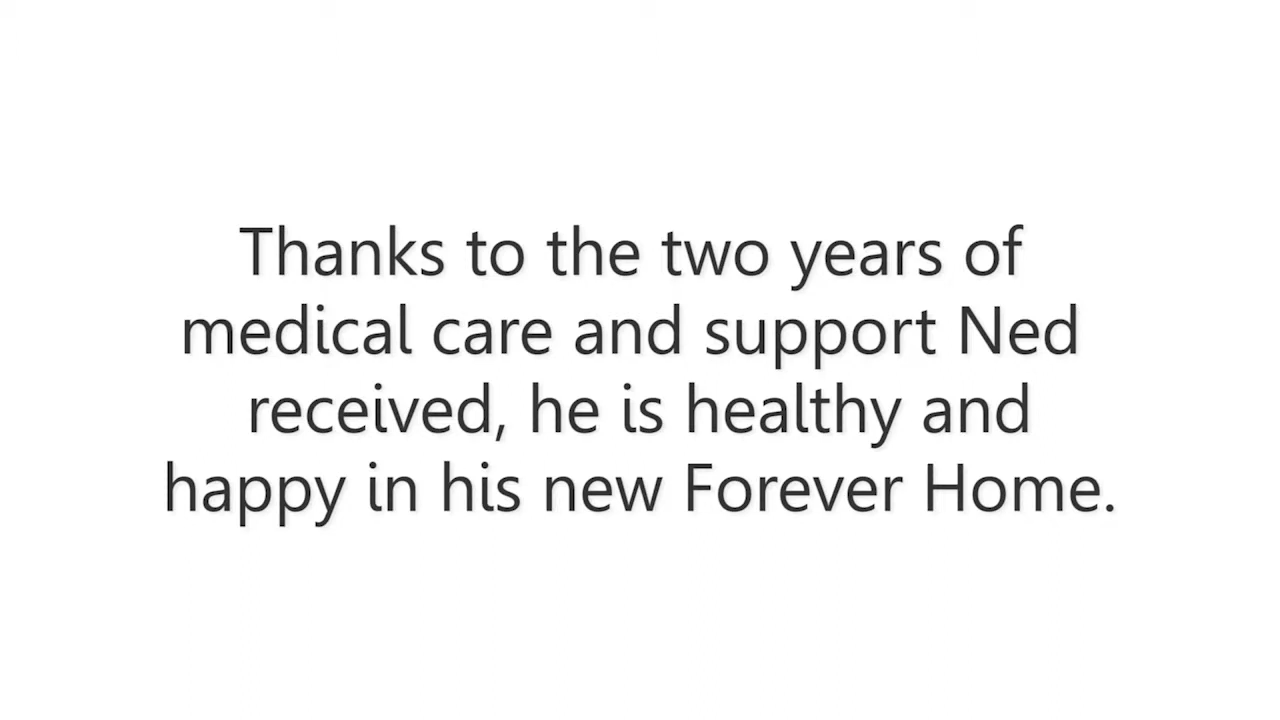 Thanks to the two years of
medical care and support Ned
received, he is healthy and
happy in his new Forever Home.